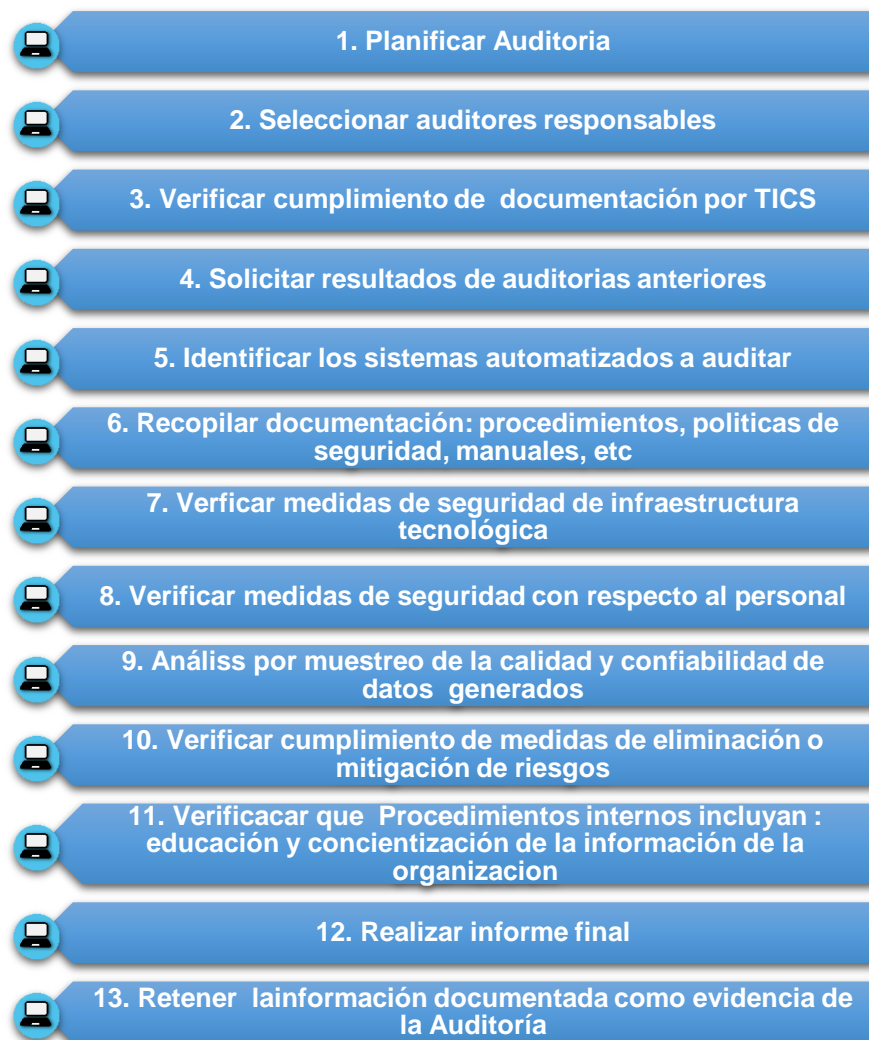 1. Planificar Auditoria
2. Seleccionar auditores responsables
3. Verificar cumplimiento de documentación por TICS
4. Solicitar resultados de auditorias anteriores
5. Identificar los sistemas automatizados a auditar
6. Recopilar documentación: procedimientos, politicas de
seguridad, manuales, etc
7. Verficar medidas de seguridad de infraestructura
tecnológica
8. Verificar medidas de seguridad con respecto al personal
9. Análiss por muestreo de la calidad y confiabilidad de
datos generados
10. Verificar cumplimiento de medidas de eliminación o
mitigación de riesgos
11. Verificacar que Procedimientos internos incluyan :
educación y concientización de la información de la
organizacion
12. Realizar informe final
13. Retener lainformación documentada como evidencia de
la Auditoría